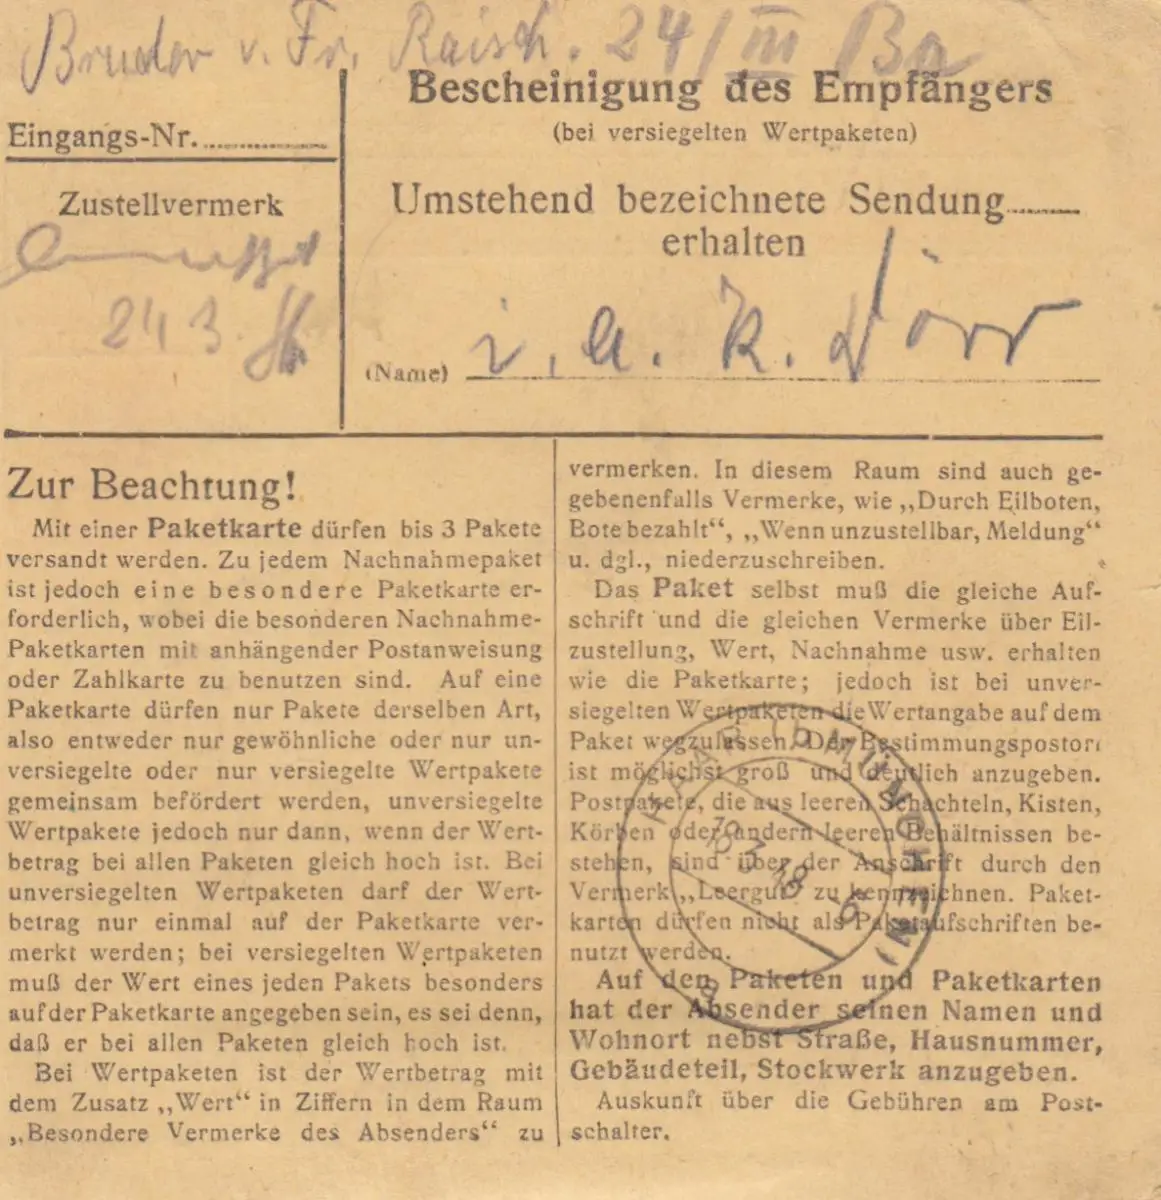 Bruder v. Fr. Raisch. 24/III Ba
Bescheinigung des Empfängers
(bei versiegelten Wertpaketen)
Eingangs-Nr.
Zustellvermerk
243.
Umstehend bezeichnete Sendung
erhalten
(Name) i. A. K. Dörr
Zur Beachtung!
Mit einer Paketkarte dürfen bis 3 Pakete
versandt werden. Zu jedem Nachnahmepaket
ist jedoch eine besondere Paketkarte er-
forderlich, wobei die besonderen Nachnahme-
Paketkarten mit anhängender Postanweisung
oder Zahlkarte zu benutzen sind. Auf eine
Paketkarte dürfen nur Pakete derselben Art,
also entweder nur gewöhnliche oder nur un-
versiegelte oder nur versiegelte Wertpakete
gemeinsam befördert werden, unversiegelte
Wertpakete jedoch nur dann, wenn der Wert-
betrag bei allen Paketen gleich hoch ist. Bei
unversiegelten Wertpaketen darf der Wert-
betrag nur einmal auf der Paketkarte ver-
merkt werden; bei versiegelten Wertpaketen
muß der Wert eines jeden Pakets besonders
auf der Paketkarte angegeben sein, es sei denn,
daß er bei allen Paketen gleich hoch ist.
Bei Wertpaketen ist der Wertbetrag mit
dem Zusatz „Wert“ in Ziffern in dem Raum
„Besondere Vermerke des Absenders“ zu
vermerken. In diesem Raum sind auch ge-
gebenenfalls Vermerke, wie „Durch Eilboten,
Bote bezahlt“, „Wenn unzustellbar, Meldung“
u. dgl., niederzuschreiben.
Das Paket selbst muß die gleiche Auf-
schrift und die gleichen Vermerke über Eil-
zustellung, Wert, Nachnahme usw. erhalten
wie die Paketkarte; jedoch ist bei unver-
siegelten Wertpaketen die Wertangabe auf dem
Paket wegzulassen. Der Bestimmungspostort
ist möglichst groß und deutlich anzugeben.
Postpakete, die aus leeren Schachteln, Kisten,
Körben oder andern leeren Behältnissen be-
stehen, sind über der Anschrift durch den
Vermerk „Leergut“ zu kennzeichnen. Paket-
karten dürfen nicht als Paketaufschriften be-
nutzt werden.
Auf den Paketen und Paketkarten
hat der Absender seinen Namen und
Wohnort nebst Straße, Hausnummer,
Gebäudeteil, Stockwerk anzugeben.
Auskunft über die Gebühren am Post-
schalter.
HAAR (b MÜNCHEN)